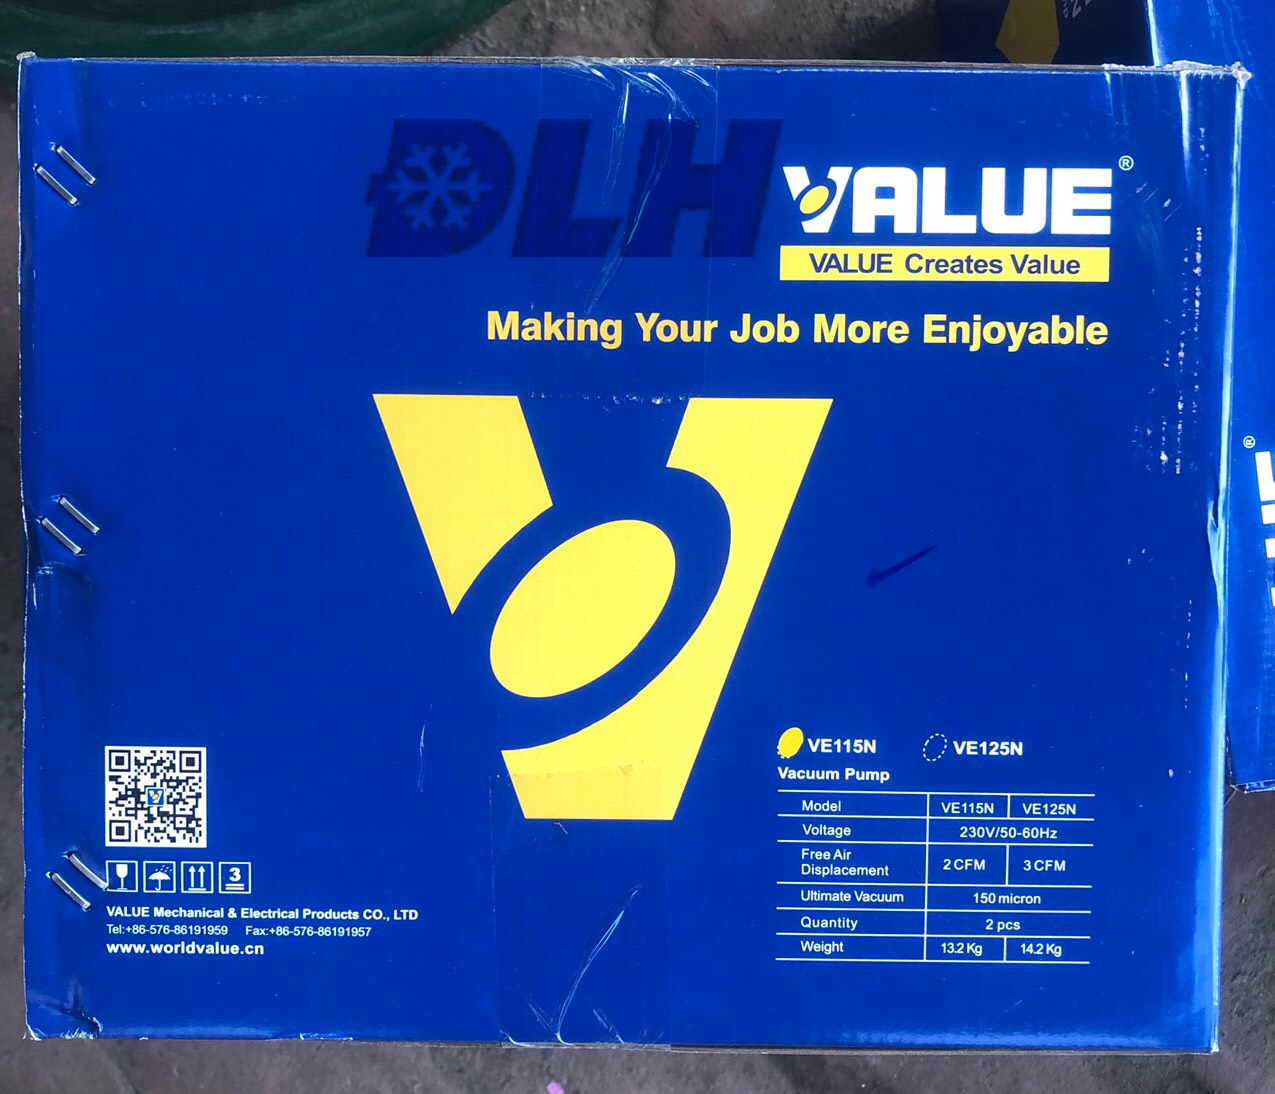 DLH
VALUE®
VALUE Creates Value
Making Your Job More Enjoyable
VE115N VE125N
Vacuum Pump
Model VE115N VE125N
Voltage 230V/50-60Hz
Free Air Displacement 2 CFM 3 CFM
Ultimate Vacuum 150 micron
Quantity 2 pcs
Weight 13.2 Kg 14.2 Kg
3
VALUE Mechanical & Electrical Products CO., LTD
Tel:+86-576-86191959 Fax:+86-576-86191957
www.worldvalue.cn